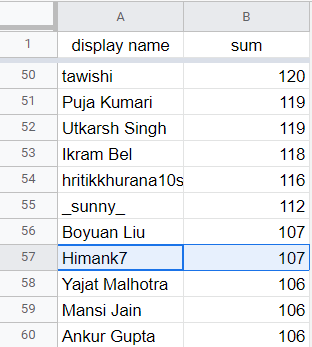 A B
1 display name sum
50 tawishi 120
51 Puja Kumari 119
52 Utkarsh Singh 119
53 Ikram Bel 118
54 hritikkhurana10s 116
55 _sunny_ 112
56 Boyuan Liu 107
57 Himank7 107
58 Yajat Malhotra 106
59 Mansi Jain 106
60 Ankur Gupta 106